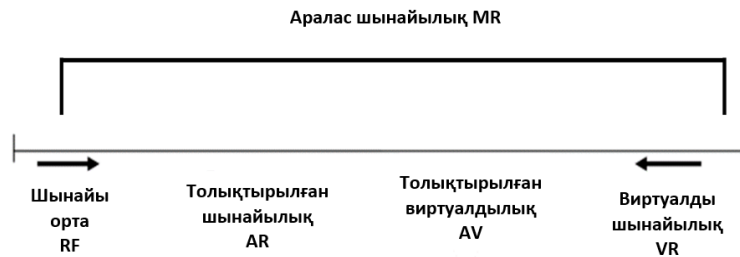 Аралас шынайылық MR
Шынайы
орта
RF
Толықтырылған
шынайылық
AR
Толықтырылған
виртуалдылық
AV
Виртуалды
шынайылық
VR